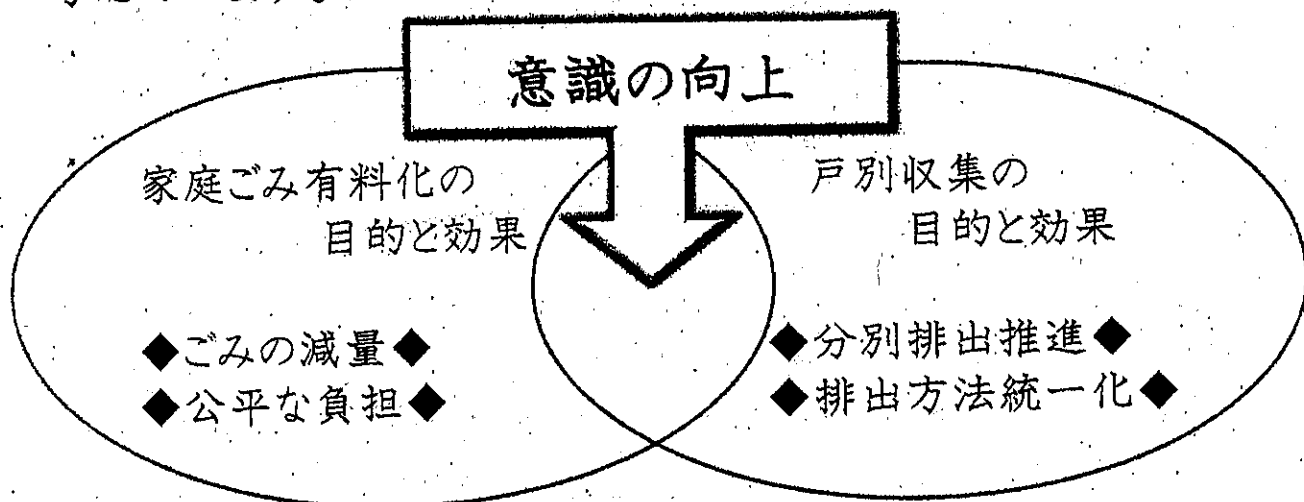 意識の向上
家庭ごみ有料化の
目的と効果
◆ごみの減量◆
◆公平な負担◆
戸別収集の
目的と効果
◆分別排出推進◆
◆排出方法統一化◆